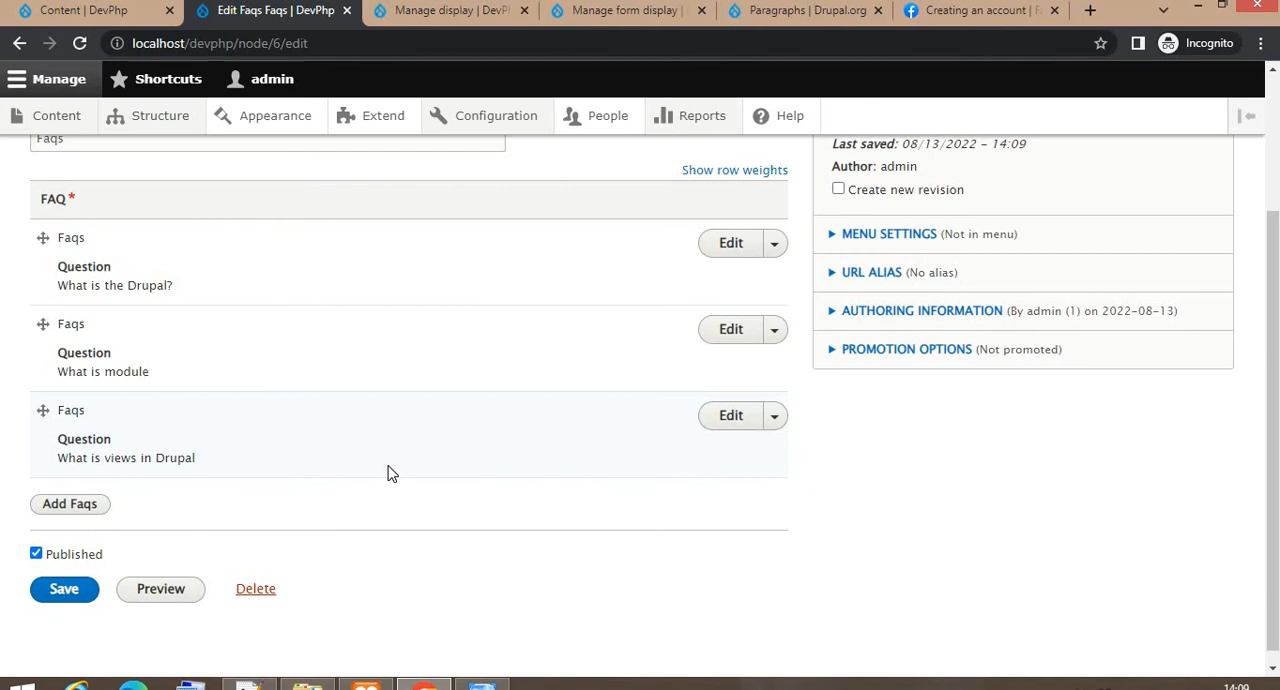 Content | DevPhp
Edit Faqs Faqs | DevPhp
Manage display | DevP
Manage form display |
Paragraphs | Drupal.org
Creating an account |
localhost/devphp/node/6/edit
Incognito
Manage
Shortcuts
admin
Content
Structure
Appearance
Extend
Configuration
People
Reports
Help
Faqs
Show row weights
FAQ*
Faqs
Edit
Question
What is the Drupal?
Faqs
Edit
Question
What is module
Faqs
Edit
Question
What is views in Drupal
Add Faqs
Published
Save
Preview
Delete
Last saved: 08/13/2022 - 14:09
Author: admin
Create new revision
MENU SETTINGS (Not in menu)
URL ALIAS (No alias)
AUTHORING INFORMATION (By admin (1) on 2022-08-13)
PROMOTION OPTIONS (Not promoted)
14:09